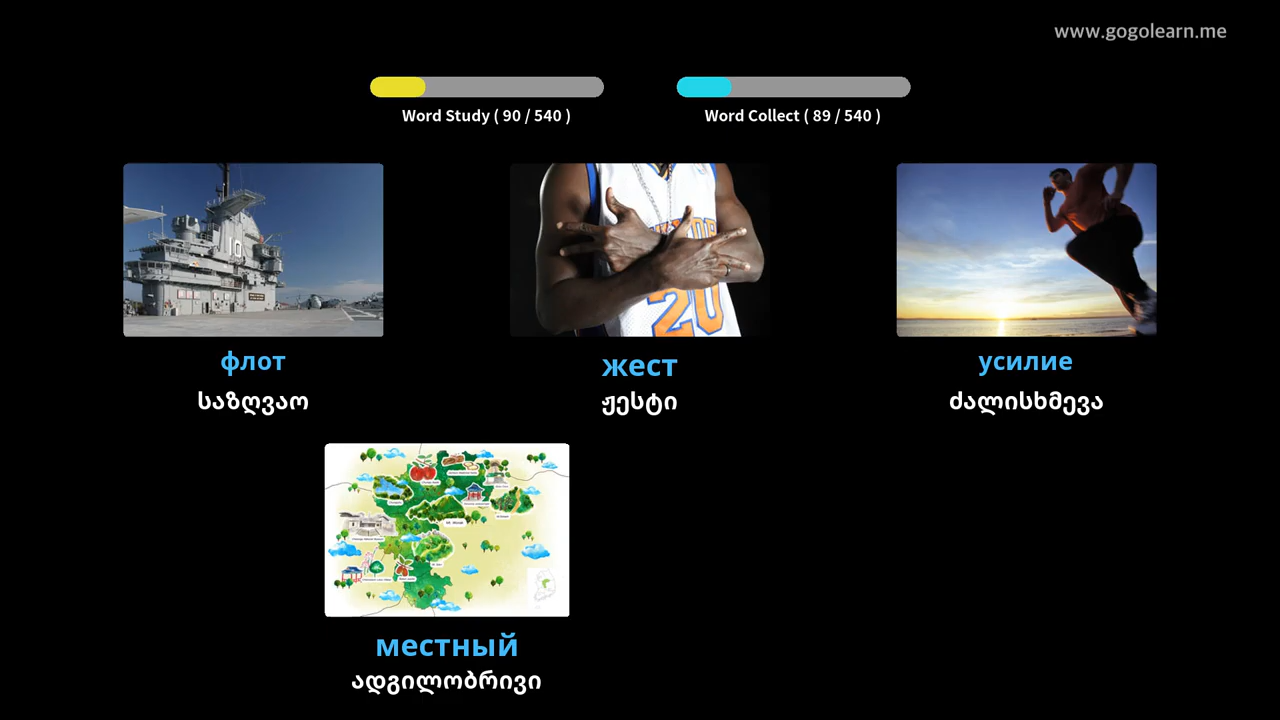 www.gogolearn.me
Word Study ( 90 / 540 )
Word Collect ( 89 / 540 )
флот
საზღვაო
жест
ჟესტი
усилие
ძალისხმევა
местный
ადგილობრივი
20